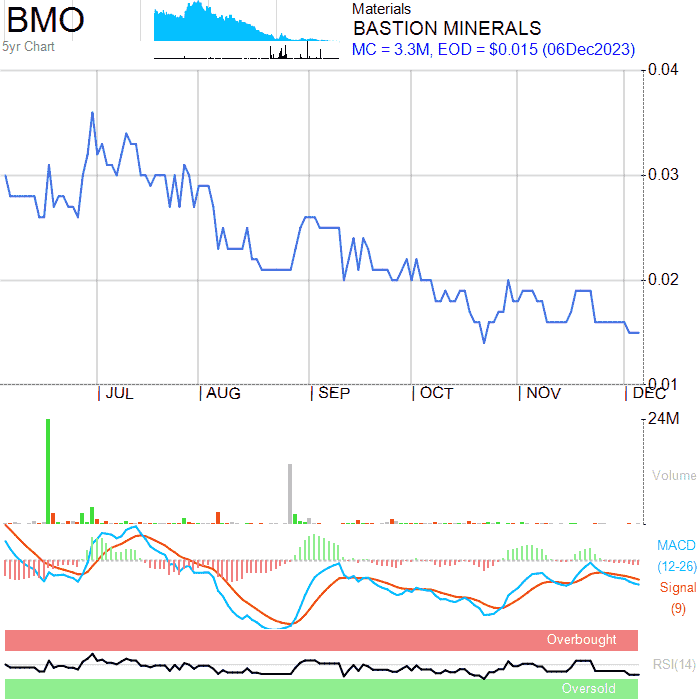 BMO
5yr Chart
Materials
BASTION MINERALS
MC = 3.3M, EOD = $0.015 (06Dec2023)
0.04
0.03
0.02
0.01
JUL AUG SEP OCT NOV DEC
24M
Volume
MACD
(12-26)
Signal
(9)
Overbought
RSI(14)
Oversold